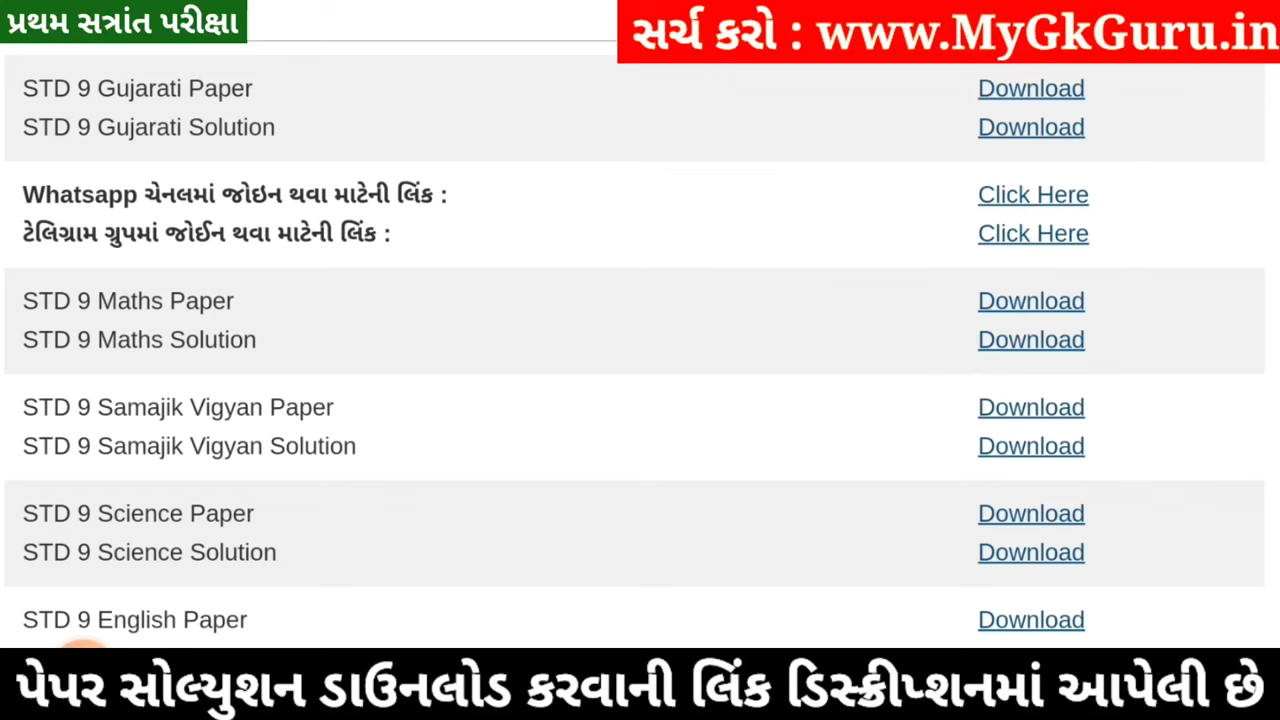 પ્રથમ સત્રાંત પરીક્ષા
સર્ચ કરો : www.MyGkGuru.in
STD 9 Gujarati Paper Download
STD 9 Gujarati Solution Download
Whatsapp ચેનલમાં જોઇન થવા માટેની લિંક : Click Here
ટેલિગ્રામ ગ્રુપમાં જોઈન થવા માટેની લિંક : Click Here
STD 9 Maths Paper Download
STD 9 Maths Solution Download
STD 9 Samajik Vigyan Paper Download
STD 9 Samajik Vigyan Solution Download
STD 9 Science Paper Download
STD 9 Science Solution Download
STD 9 English Paper Download
પેપર સોલ્યુશન ડાઉનલોડ કરવાની લિંક ડિસ્ક્રીપ્શનમાં આપેલી છે